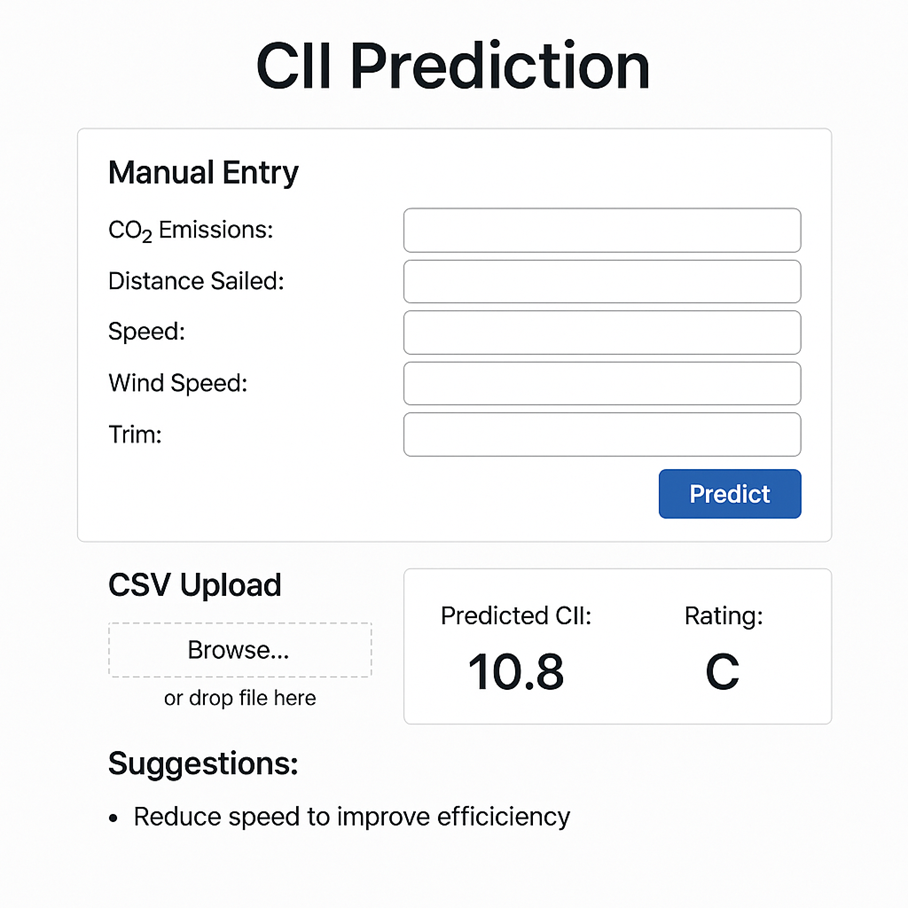 CII Prediction
Manual Entry
CO₂ Emissions:
Distance Sailed:
Speed:
Wind Speed:
Trim:
Predict
CSV Upload
Browse...
or drop file here
Predicted CII:
10.8
Rating:
C
Suggestions:
• Reduce speed to improve efficiciency